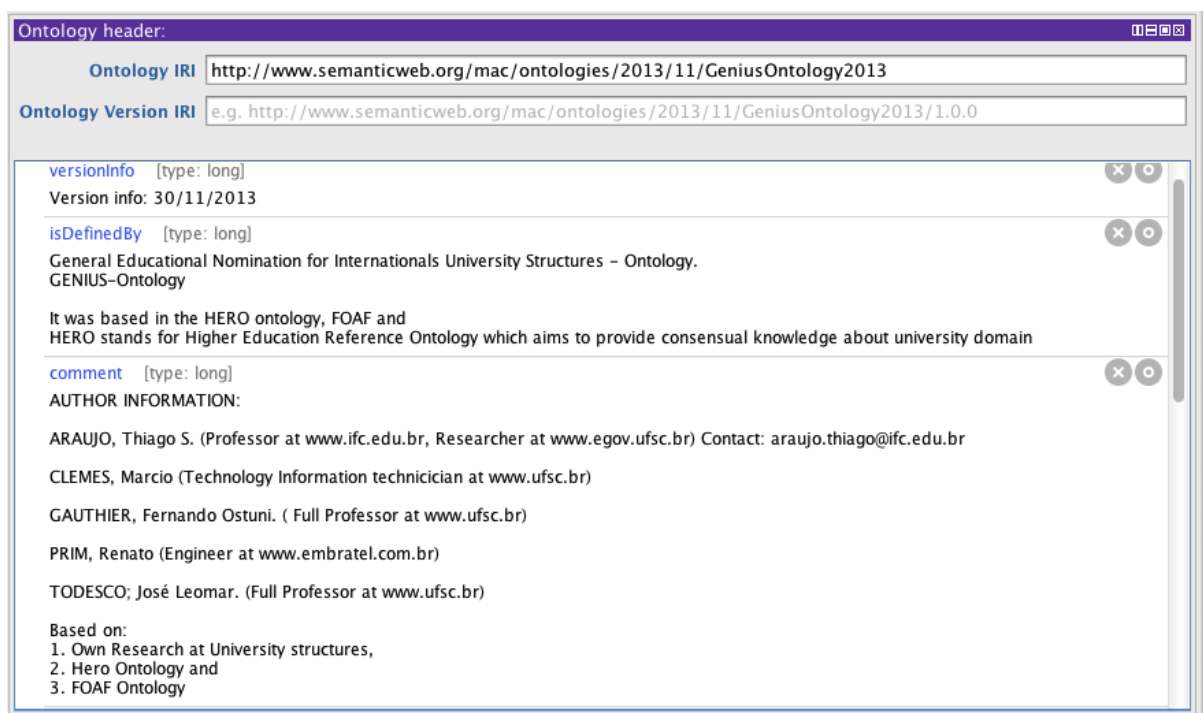 Ontology header:
Ontology IRI http://www.semanticweb.org/mac/ontologies/2013/11/GeniusOntology2013
Ontology Version IRI e.g. http://www.semanticweb.org/mac/ontologies/2013/11/GeniusOntology2013/1.0.0
versionInfo [type: long]
Version info: 30/11/2013
isDefinedBy [type: long]
General Educational Nomination for Internationals University Structures – Ontology.
GENIUS-Ontology
It was based in the HERO ontology, FOAF and
HERO stands for Higher Education Reference Ontology which aims to provide consensual knowledge about university domain
comment [type: long]
AUTHOR INFORMATION:
ARAUJO, Thiago S. (Professor at www.ifc.edu.br, Researcher at www.egov.ufsc.br) Contact: araujo.thiago@ifc.edu.br
CLEMES, Marcio (Technology Information technicician at www.ufsc.br)
GAUTHIER, Fernando Ostuni. ( Full Professor at www.ufsc.br)
PRIM, Renato (Engineer at www.embratel.com.br)
TODESCO; José Leomar. (Full Professor at www.ufsc.br)
Based on:
1. Own Research at University structures,
2. Hero Ontology and
3. FOAF Ontology